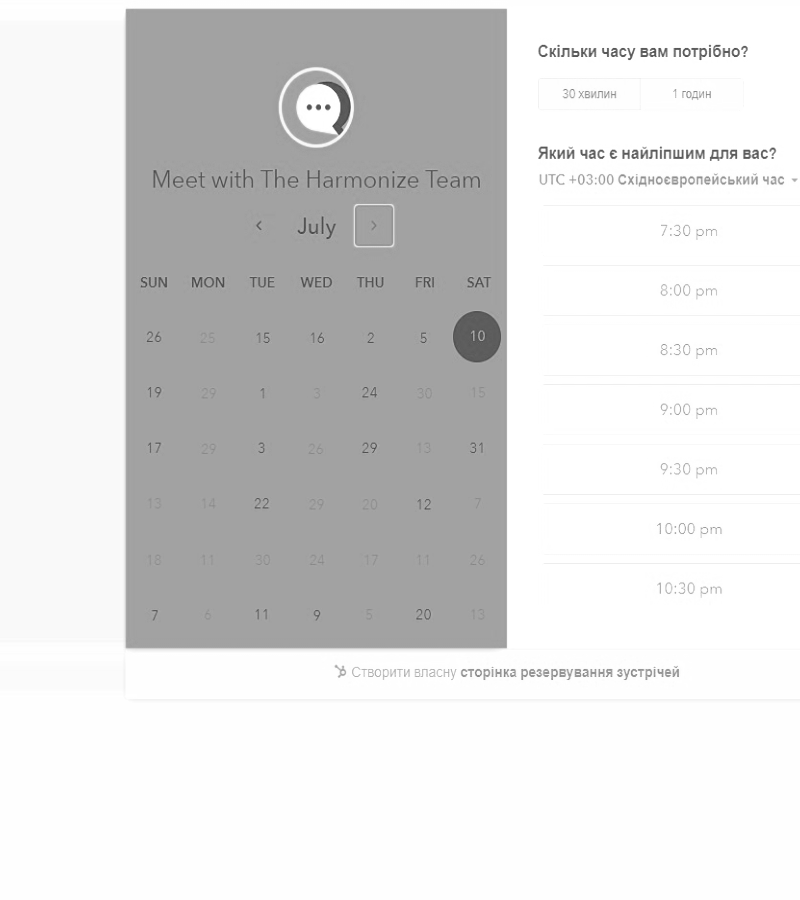 Meet with The Harmonize Team
July
SUN MON TUE WED THU FRI SAT
26 25 15 16 2 5 10
19 29 1 3 24 30 15
17 29 3 26 29 13 31
13 14 22 29 20 12 7
18 11 30 24 17 11 26
7 6 11 9 5 20 13
Скільки часу вам потрібно?
30 хвилин 1 годин
Який час є найліпшим для вас?
UTC +03:00 Східноєвропейський час
7:30 pm
8:00 pm
8:30 pm
9:00 pm
9:30 pm
10:00 pm
10:30 pm
Створити власну сторінка резервування зустрічей